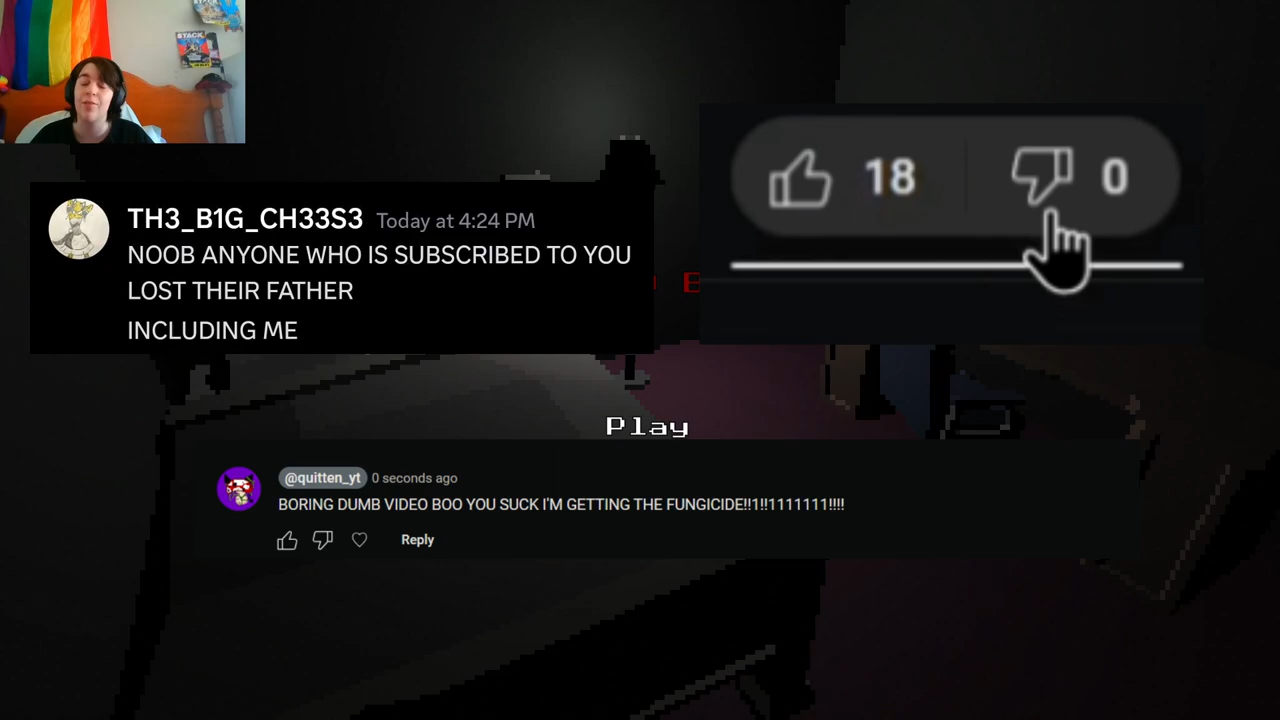 STACK
18
0
TH3_B1G_CH33S3 Today at 4:24 PM
NOOB ANYONE WHO IS SUBSCRIBED TO YOU
LOST THEIR FATHER
INCLUDING ME
E
Play
@quitten_yt 0 seconds ago
BORING DUMB VIDEO BOO YOU SUCK I'M GETTING THE FUNGICIDE!!1!!1111111!!!!
Reply